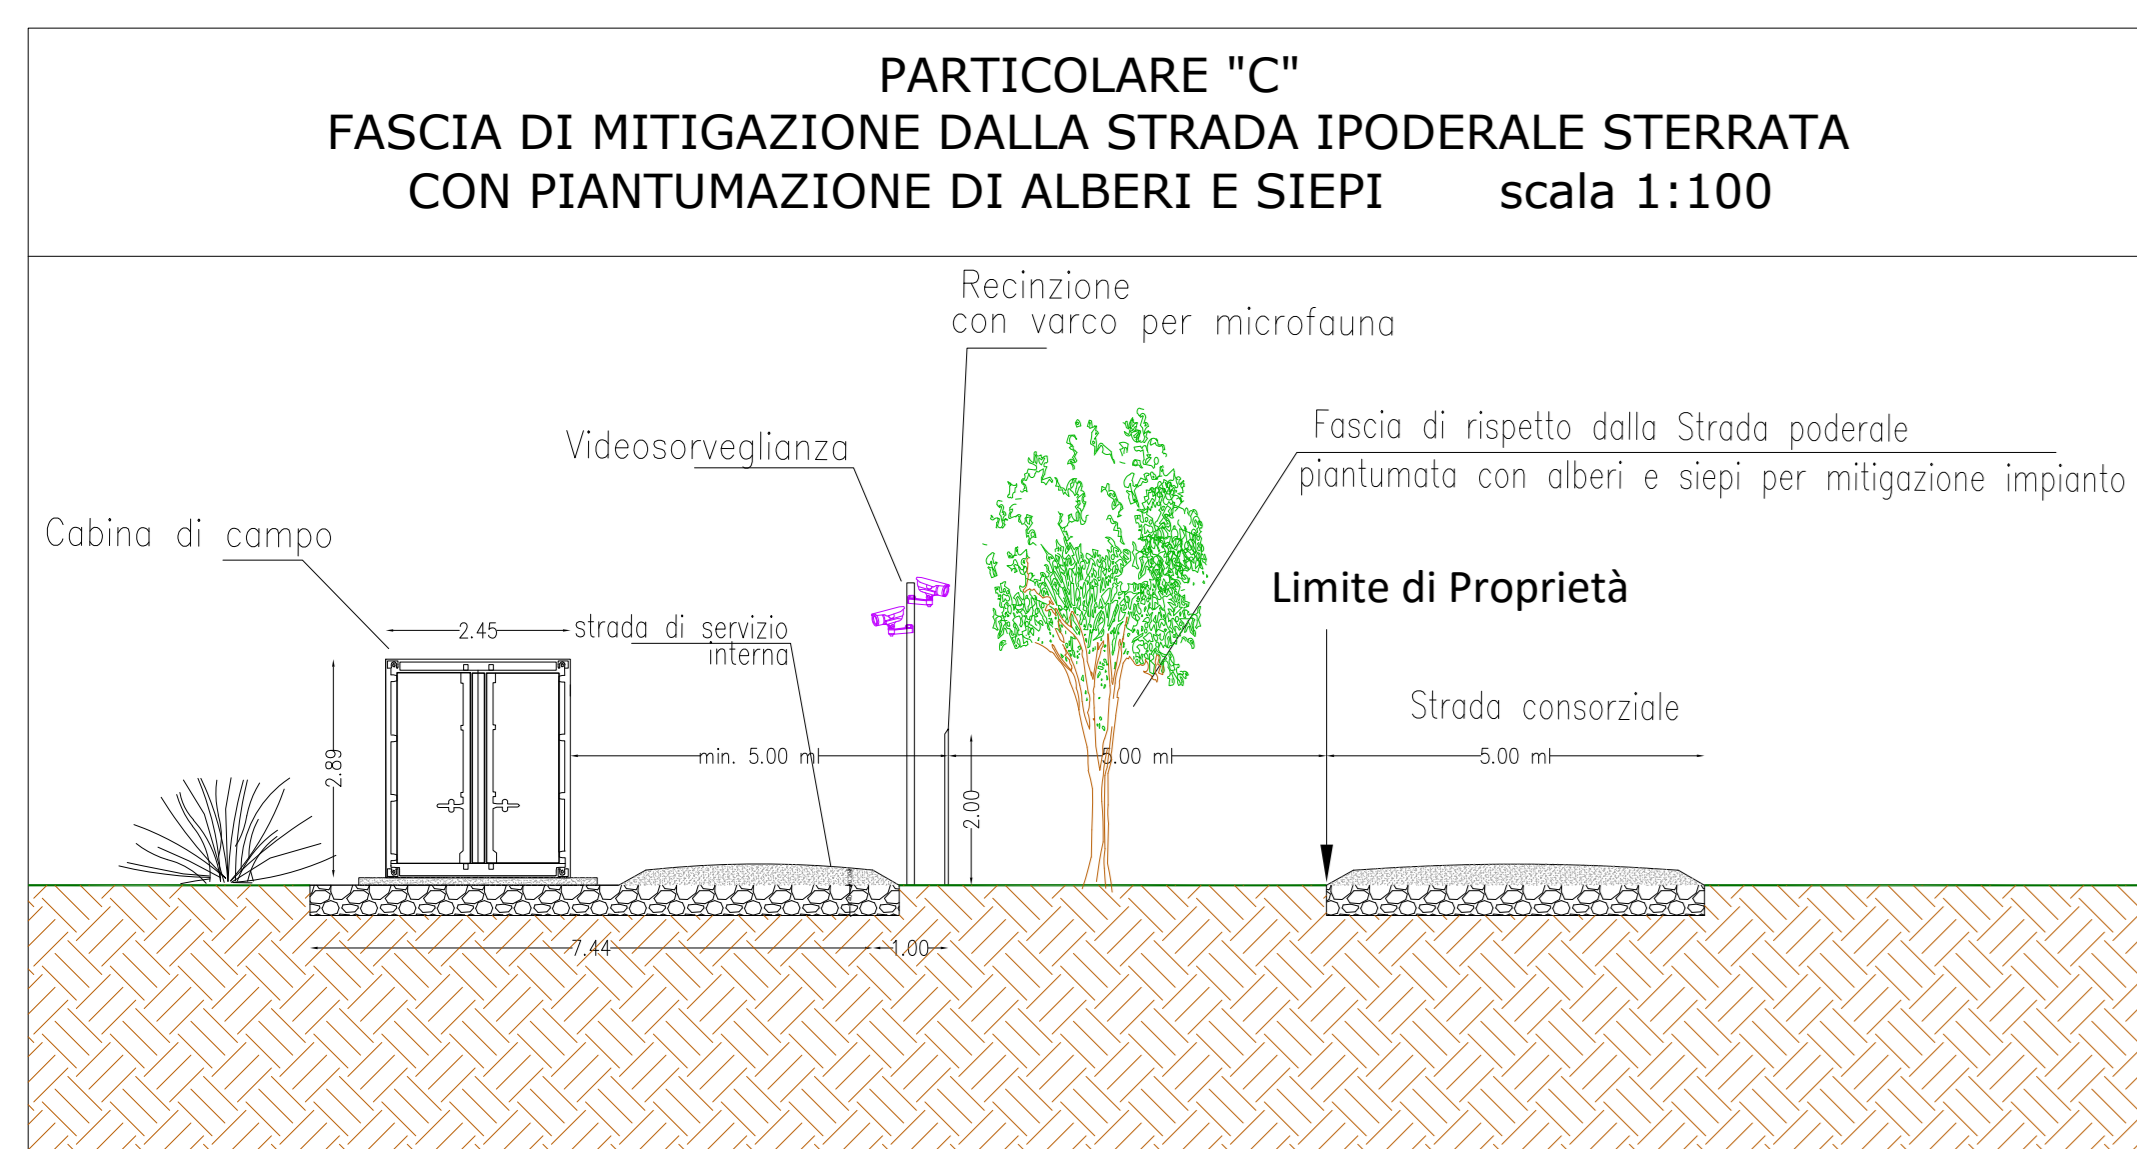 PARTICOLARE "C"
FASCIA DI MITIGAZIONE DALLA STRADA IPODERALE STERRATA
CON PIANTUMAZIONE DI ALBERI E SIEPI scala 1:100
Recinzione
con varco per microfauna
Fascia di rispetto dalla Strada poderale
piantumata con alberi e siepi per mitigazione impianto
Videosorveglianza
Cabina di campo
Limite di Proprietà
2.45
strada di servizio
interna
Strada consorziale
2.89
min. 5.00 ml
5.00 ml
5.00 ml
2.00
7.44
1.00